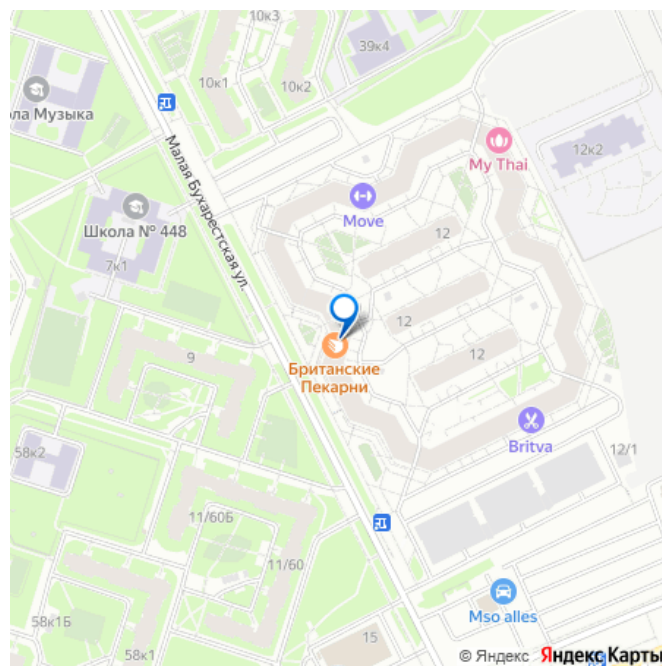 10к3
39к4
10к1
10к2
ола Музыка
Малая Бухарестская ул.
My Thai
12к2
Move
Школа № 448
7к1
12
12
12
9
Британские
Пекарни
Britva
12/1
58к2
11/60Б
11/60
58к1Б
58к1
15
Mso alles
© Яндекс Яндекс Карты